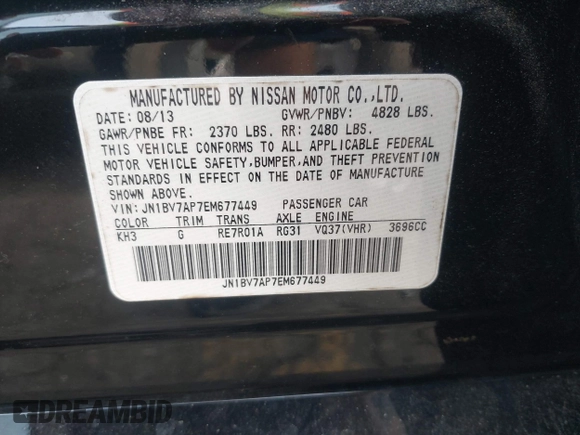 MANUFACTURED BY NISSAN MOTOR CO.,LTD.
DATE: 08/13 GVWR/PNBV: 4828 LBS.
GAWR/PNBE FR: 2370 LBS. RR: 2480 LBS.
THIS VEHICLE CONFORMS TO ALL APPLICABLE FEDERAL
MOTOR VEHICLE SAFETY, BUMPER, AND THEFT PREVENTION
STANDARDS IN EFFECT ON THE DATE OF MANUFACTURE
SHOWN ABOVE.
VIN: JN1BV7AP7EM677449 PASSENGER CAR
COLOR TRIM TRANS AXLE ENGINE
KH3 G RE7R01A RG31 VQ37(VHR) 3696CC
JN1BV7AP7EM677449
DREAMBID